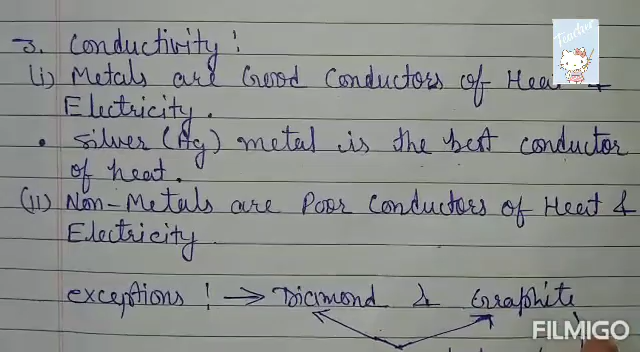 3. Conductivity :
(i) Metals are Good Conductors of Heat &
Electricity.
• Silver (Ag) metal is the best conductor
of heat.
(ii) Non-Metals are Poor Conductors of Heat &
Electricity
exceptions ! → Diamond & Graphite
Teacher
FILMIGO